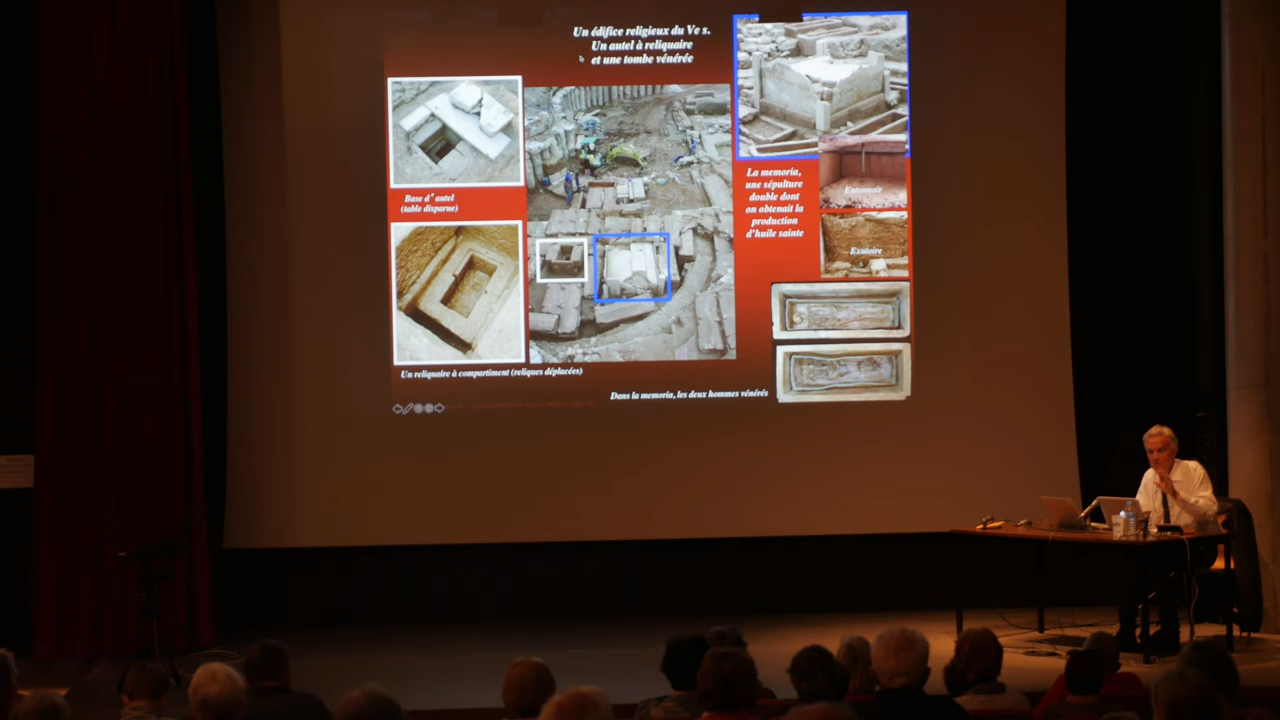 Un édifice religieux du Ve s.
Un autel à reliquaire
et une tombe vénérée
Base d'autel
(table disparue)
La memoria,
une sépulture
double dont
on obtenait la
production
d'huile sainte
Entonnoir
Exutoire
Un reliquaire à compartiment (reliques déplacées)
Dans la memoria, les deux hommes vénérés